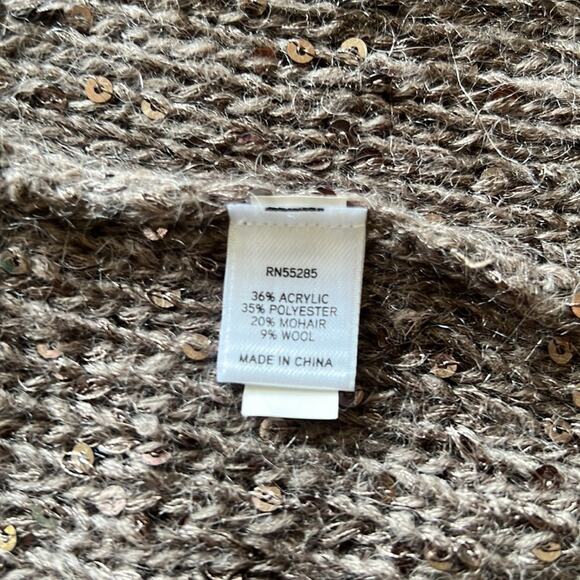 RN55285
36% ACRYLIC
35% POLYESTER
20% MOHAIR
9% WOOL
MADE IN CHINA